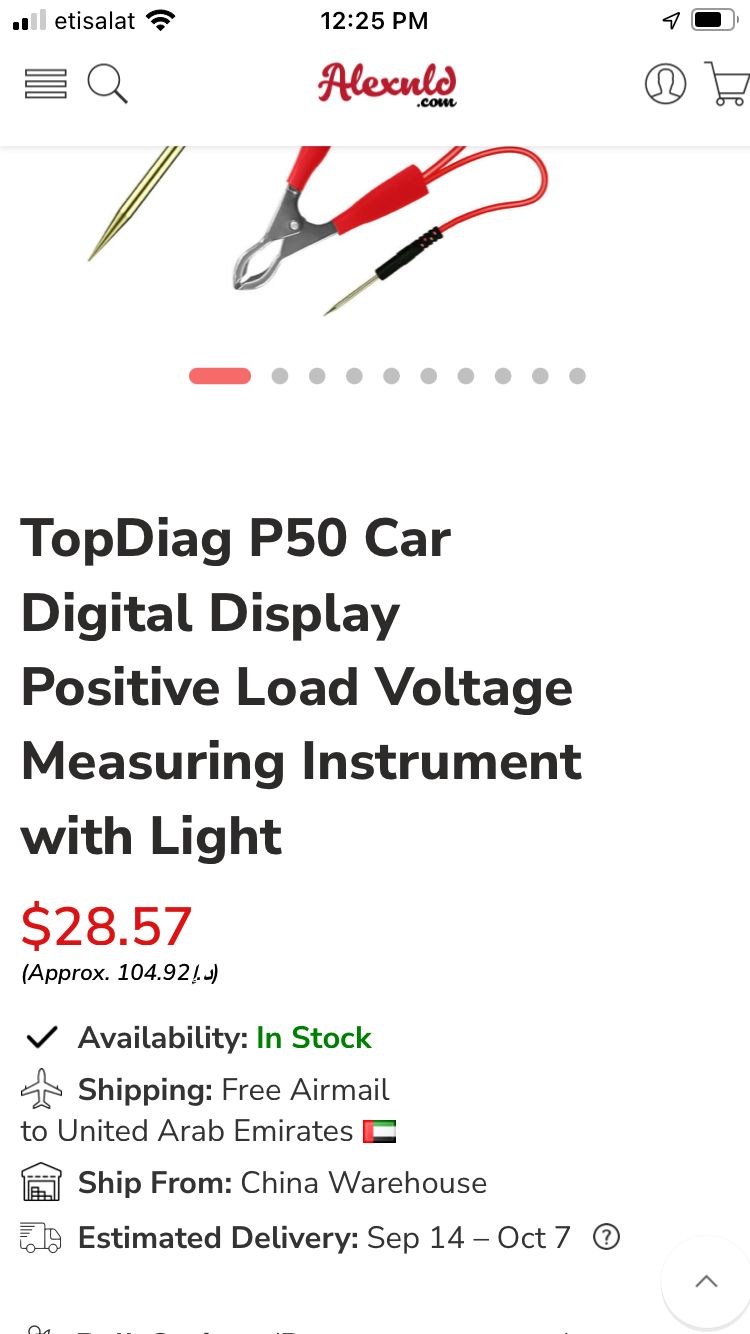 etisalat
12:25 PM
Alexnld
.com
TopDiag P50 Car
Digital Display
Positive Load Voltage
Measuring Instrument
with Light
$28.57
(Approx. 104.92د.إ)
Availability: In Stock
Shipping: Free Airmail
to United Arab Emirates
Ship From: China Warehouse
Estimated Delivery: Sep 14 – Oct 7 ?